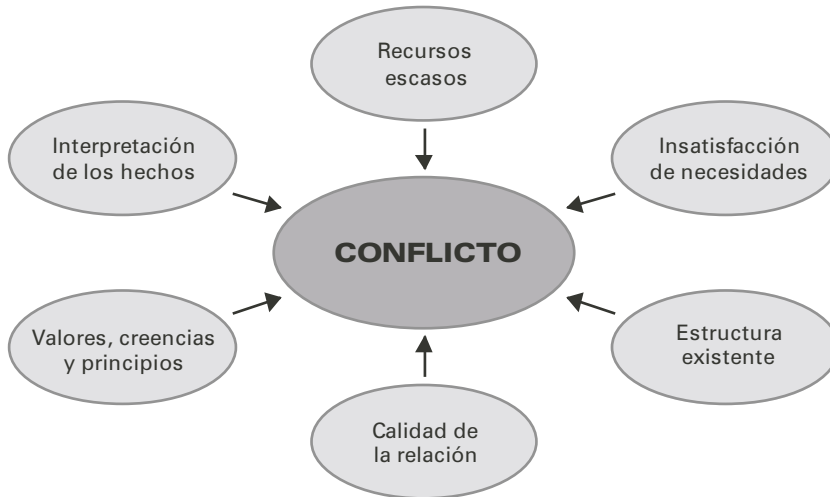 Recursos
escasos
Interpretación
de los hechos
Insatisfacción
de necesidades
CONFLICTO
Valores, creencias
y principios
Estructura
existente
Calidad de
la relación